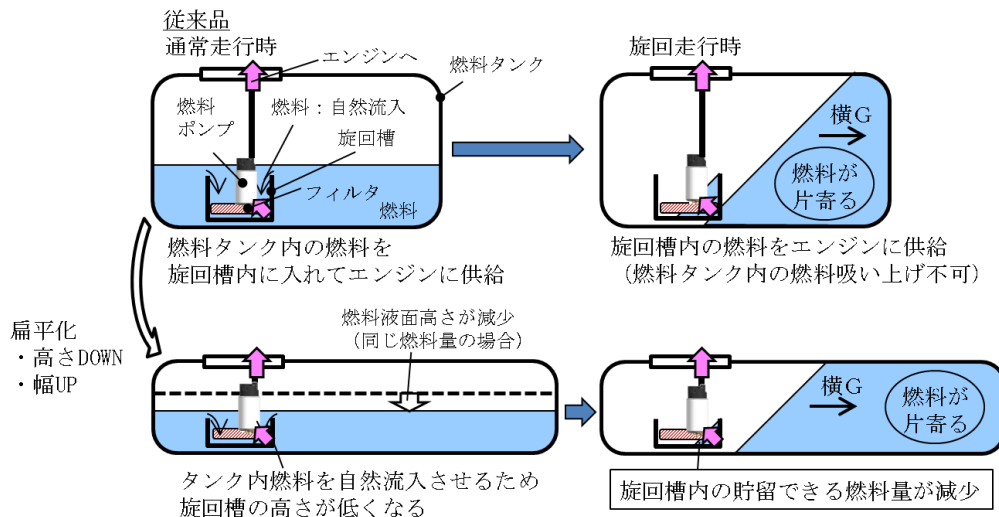 従来品
通常走行時
エンジンへ
燃料タンク
燃料
ポンプ
燃料：自然流入
旋回槽
フィルタ
燃料
燃料タンク内の燃料を
旋回槽内に入れてエンジンに供給
旋回走行時
横G
燃料が
片寄る
旋回槽内の燃料をエンジンに供給
（燃料タンク内の燃料吸い上げ不可）
扁平化
・高さDOWN
・幅UP
燃料液面高さが減少
（同じ燃料量の場合）
タンク内燃料を自然流入させるため
旋回槽の高さが低くなる
横G
燃料が
片寄る
旋回槽内の貯留できる燃料量が減少